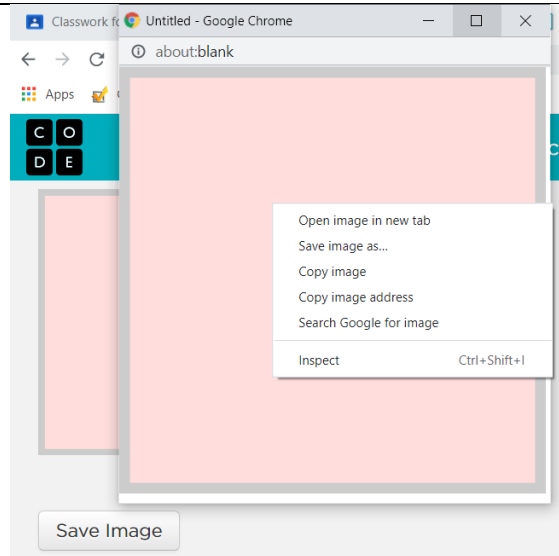 Classwork fo
Untitled - Google Chrome
about:blank
Apps
C O
D E
C
Open image in new tab
Save image as...
Copy image
Copy image address
Search Google for image
Inspect Ctrl+Shift+I
Save Image